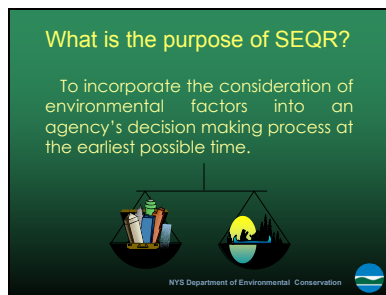 What is the purpose of SEQR?
To incorporate the consideration of
environmental factors into an
agency's decision making process at
the earliest possible time.
NYS Department of Environmental Conservation